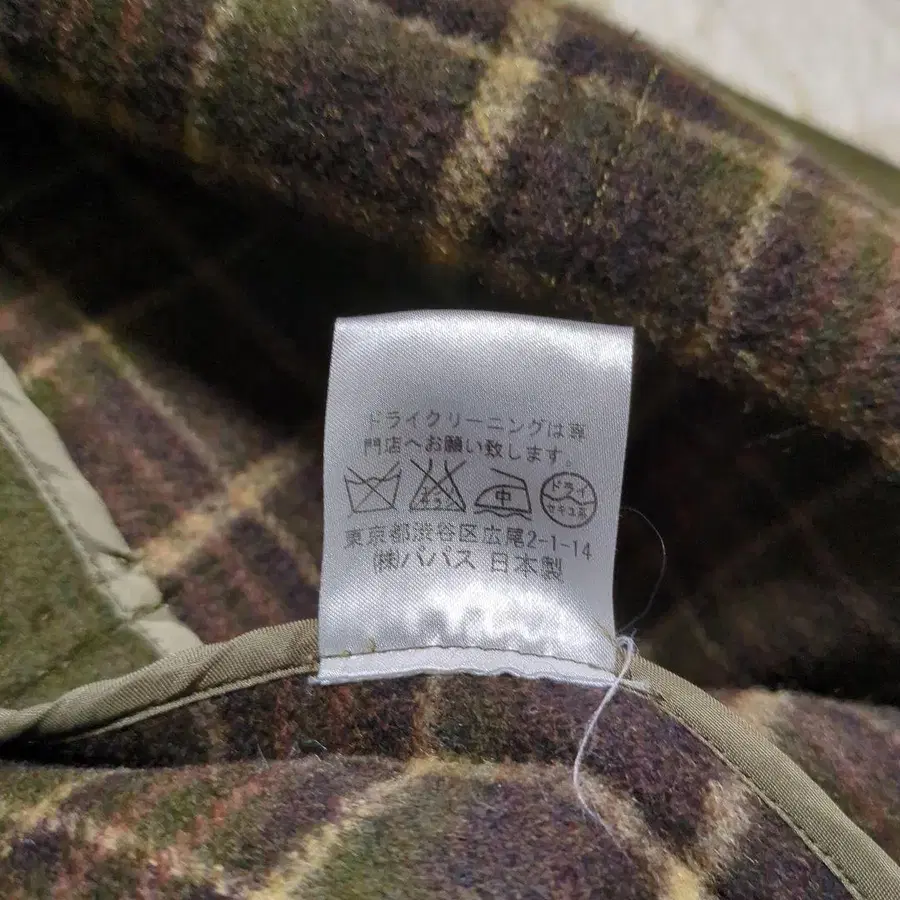 ドライクリーニングは専
門店へお願い致します。
中 ドライ
セキユ系
東京都渋谷区広尾2-1-14
㈱パパス 日本製